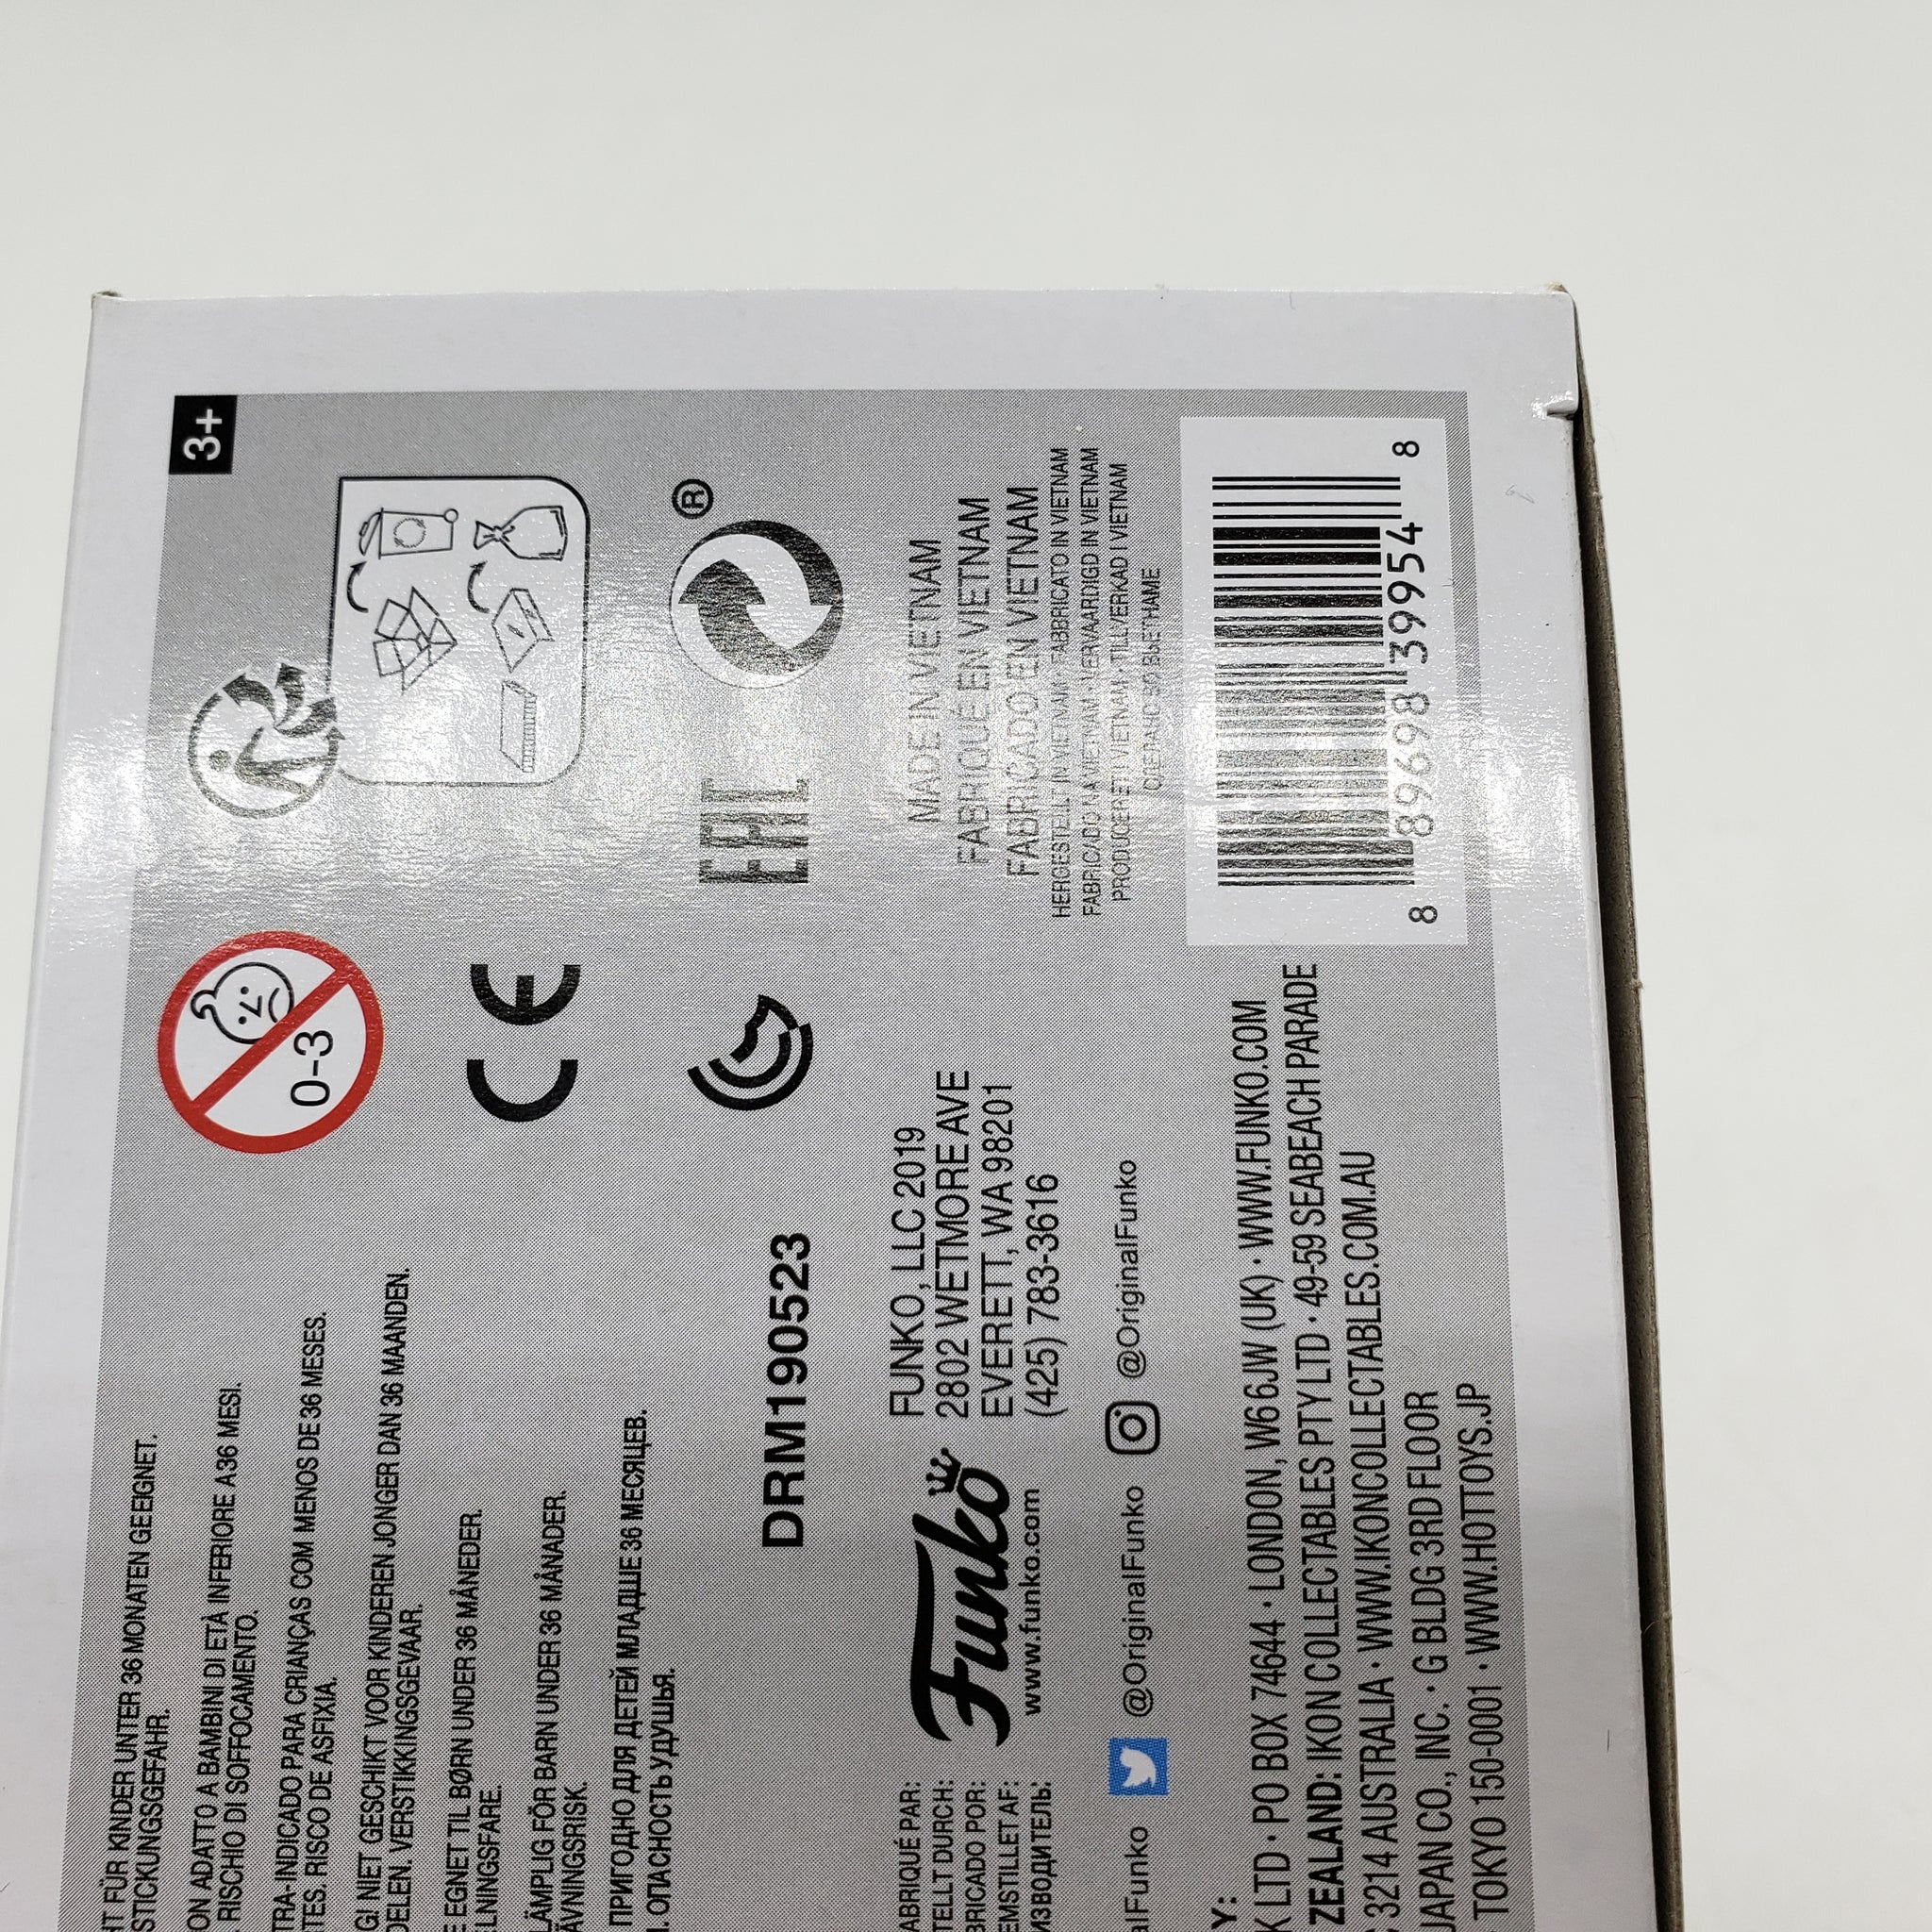 3+
HT FÜR KINDER UNTER 36 MONATEN GEEIGNET.
STICKUNGSGEFAHR.
ON ADATTO A BAMBINI DI ETÀ INFERIORE A 36 MESI.
RISCHIO DI SOFFOCAMENTO.
TRA-INDICADO PARA CRIANÇAS COM MENOS DE 36 MESES.
TES. RISCO DE ASFIXIA.
G! NIET GESCHIKT VOOR KINDEREN JONGER DAN 36 MAANDEN.
DELEN. VERSTIKKINGSGEVAAR.
E EGNET TIL BØRN UNDER 36 MÅNEDER.
ELNINGSFARE.
LÄMPLIG FÖR BARN UNDER 36 MÅNADER.
ÄVNINGSRISK.
ПРИГОДНО ДЛЯ ДЕТЕЙ МЛАДШЕ 36 МЕСЯЦЕВ.
ОПАСНОСТЬ УДУШЬЯ.
0-3
CE
DRM190523
EAC
®
ABRIQUÉ PAR:
TELLT DURCH:
BRICADO POR:
EMSTILLET AF:
ИЗВОДИТЕЛЬ:
Funko
www.funko.com
FUNKO, LLC 2019
2802 WETMORE AVE
EVERETT, WA 98201
(425) 783-3616
MADE IN VIETNAM
FABRIQUÉ EN VIETNAM
FABRICADO EN VIETNAM
HERGESTELLT IN VIETNAM · FABBRICATO IN VIETNAM
FABRICADO NA VIETNAM · VERVAARDIGD IN VIETNAM
PRODUCERET I VIETNAM · TILLVERKAD I VIETNAM
СДЕЛАНО ВО ВЬЕТНАМЕ
alFunko @OriginalFunko @OriginalFunko
Y:
K LTD · PO BOX 74644 · LONDON, W6 6JW (UK) · WWW.FUNKO.COM
ZEALAND: IKON COLLECTABLES PTY LTD · 49-59 SEABEACH PARADE
C 3214 AUSTRALIA · WWW.IKONCOLLECTABLES.COM.AU
JAPAN CO., INC. · G BLDG 3RD FLOOR
TOKYO 150-0001 · WWW.HOTTOYS.JP
8 89698 39954 8